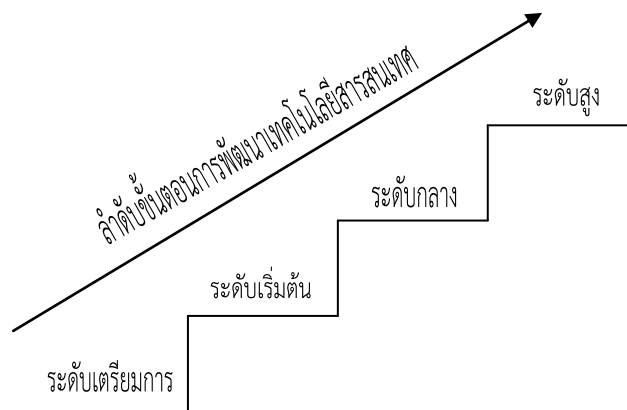 ลำดับขั้นตอนการพัฒนาเทคโนโลยีสารสนเทศ
ระดับสูง
ระดับกลาง
ระดับเริ่มต้น
ระดับเตรียมการ